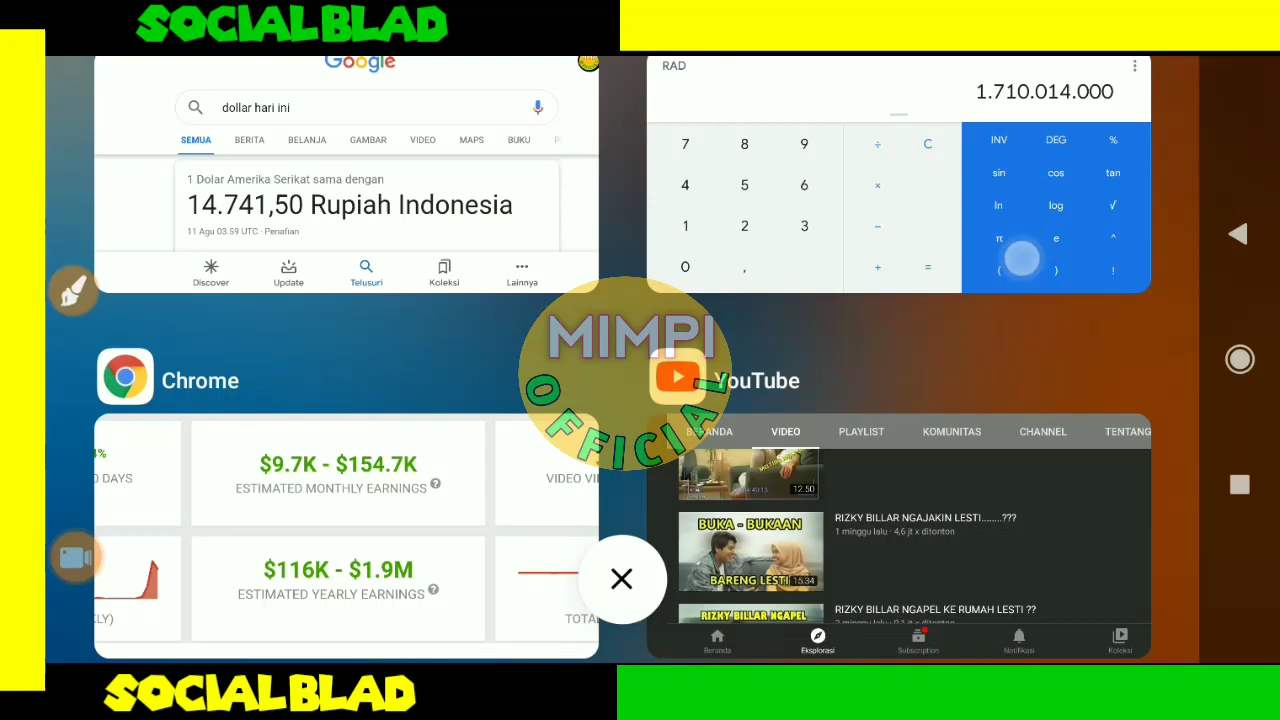 SOCIALBLAD
Google
dollar hari ini
SEMUA BERITA BELANJA GAMBAR VIDEO MAPS BUKU
1 Dolar Amerika Serikat sama dengan
14.741,50 Rupiah Indonesia
11 Agu 03.59 UTC · Penafian
Discover Update Telusuri Koleksi Lainnya
RAD
1.710.014.000
7 8 9 ÷ C
4 5 6 ×
1 2 3 −
0 , + =
INV DEG %
sin cos tan
ln log √
π e ^
( ) !
MIMPI
OFFICIAL
Chrome
4%
0 DAYS
$9.7K - $154.7K
ESTIMATED MONTHLY EARNINGS
VIDEO VI
$116K - $1.9M
ESTIMATED YEARLY EARNINGS
KLY)
TOTA
YouTube
BERANDA VIDEO PLAYLIST KOMUNITAS CHANNEL TENTANG
12.50
BUKA - BUKAAN
BARENG LESTI
15.34
RIZKY BILLAR NGAJAKIN LESTI........???
1 minggu lalu · 4,6 jt x ditonton
RIZKY BILLAR NGAPEL
RIZKY BILLAR NGAPEL KE RUMAH LESTI ??
Beranda Eksplorasi Subscription Notifikasi Koleksi
SOCIALBLAD